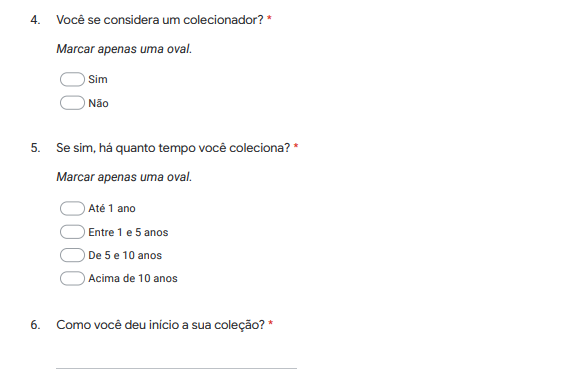 4. Você se considera um colecionador? *
Marcar apenas uma oval.
Sim
Não
5. Se sim, há quanto tempo você coleciona? *
Marcar apenas uma oval.
Até 1 ano
Entre 1 e 5 anos
De 5 e 10 anos
Acima de 10 anos
6. Como você deu início a sua coleção? *